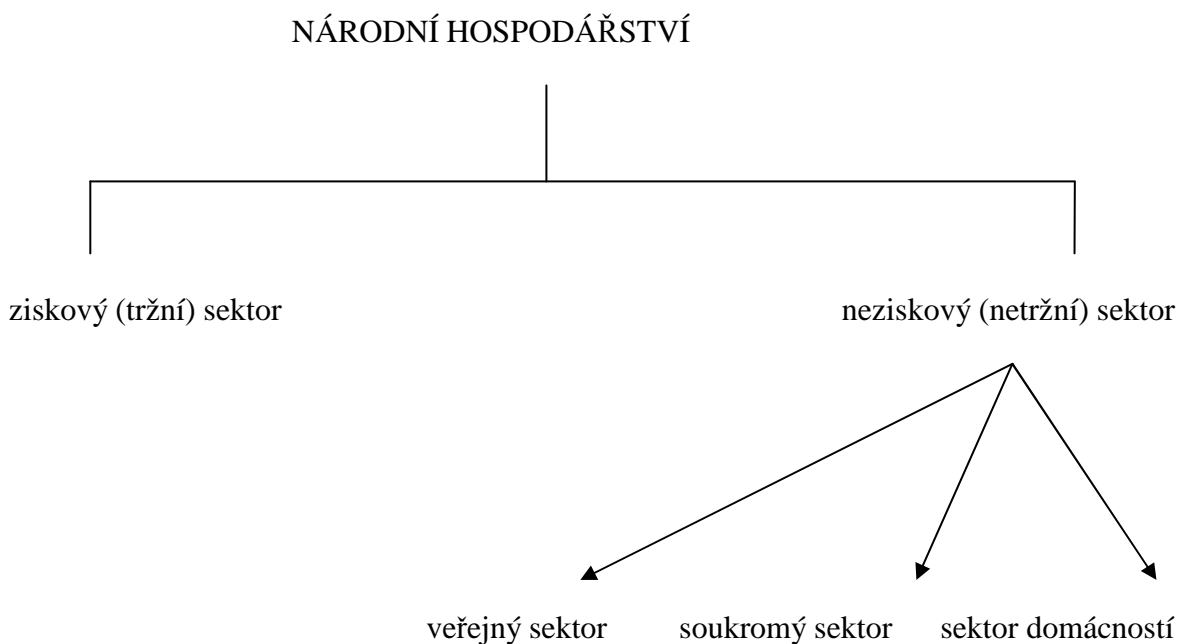 NÁRODNÍ HOSPODÁŘSTVÍ
ziskový (tržní) sektor neziskový (netržní) sektor
veřejný sektor soukromý sektor sektor domácností